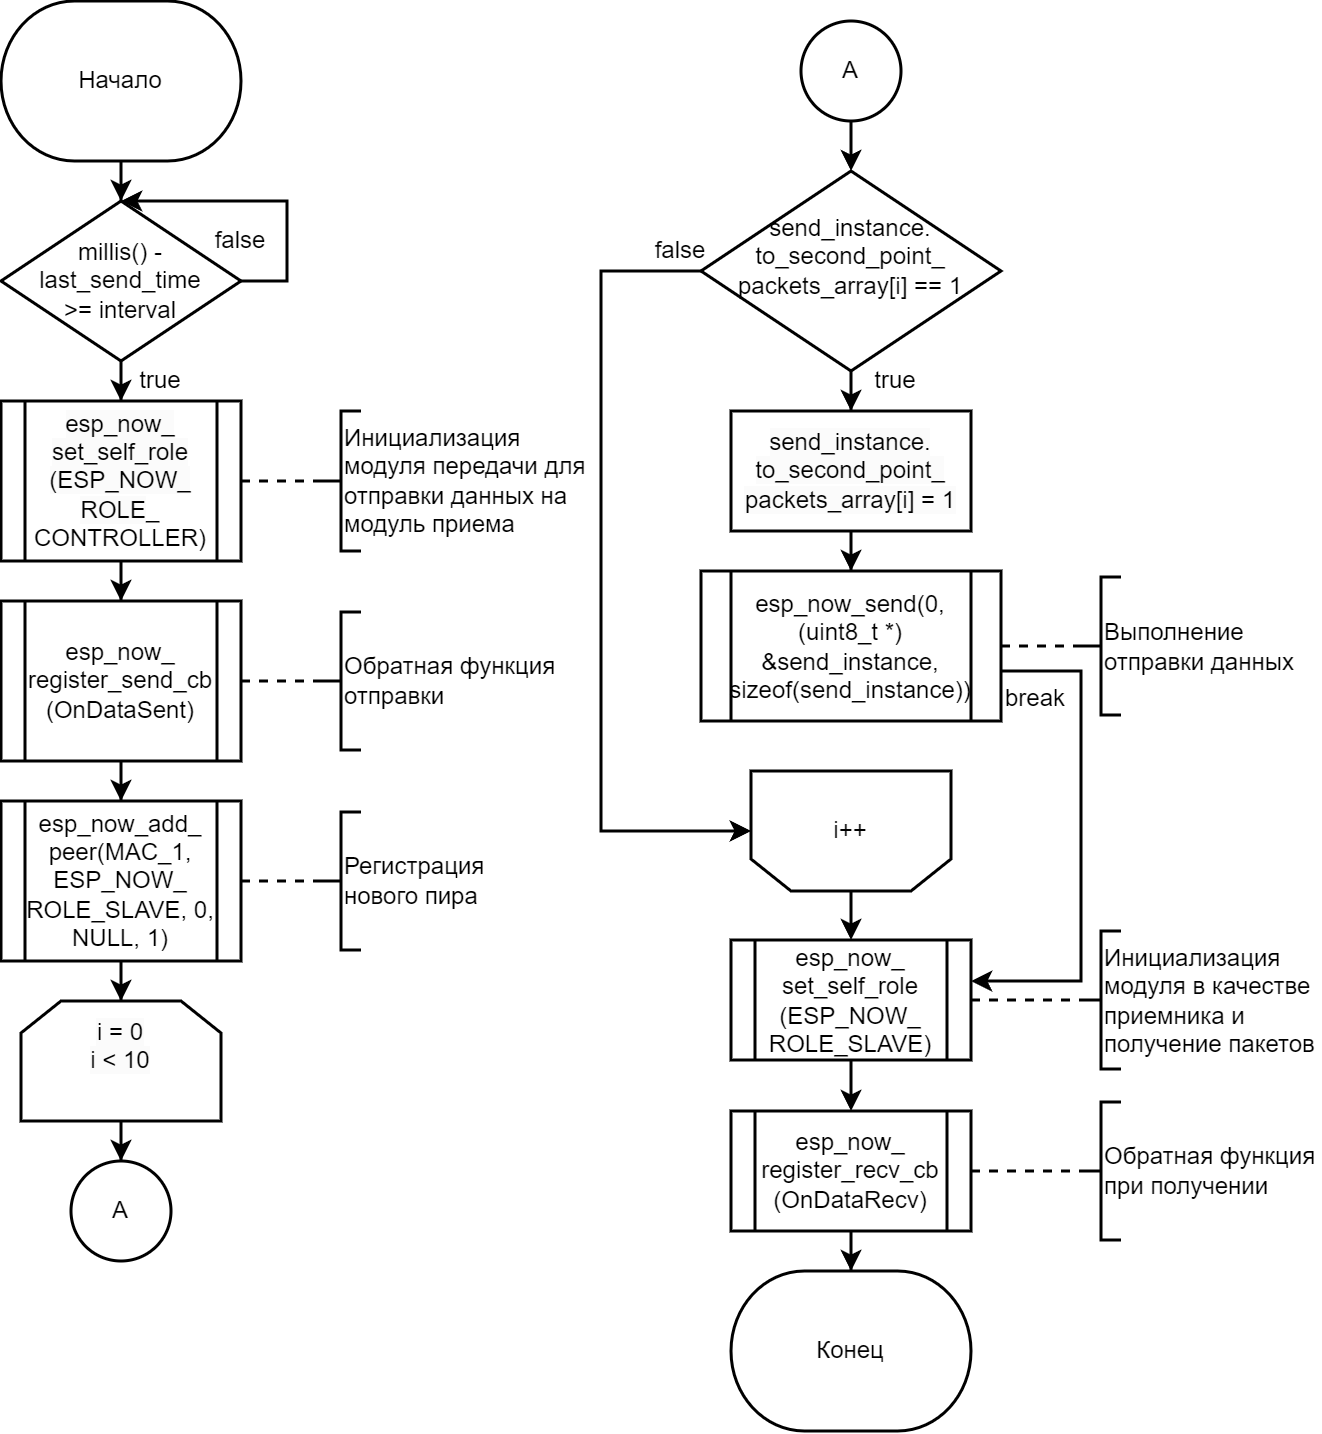 Начало
millis() -
last_send_time
>= interval
false
true
esp_now_
set_self_role
(ESP_NOW_
ROLE_
CONTROLLER)
Инициализация
модуля передачи для
отправки данных на
модуль приема
esp_now_
register_send_cb
(OnDataSent)
Обратная функция
отправки
esp_now_add_
peer(MAC_1,
ESP_NOW_
ROLE_SLAVE, 0,
NULL, 1)
Регистрация
нового пира
i = 0
i < 10
A
A
send_instance.
to_second_point_
packets_array[i] == 1
false
true
send_instance.
to_second_point_
packets_array[i] = 1
esp_now_send(0,
(uint8_t *)
&send_instance,
sizeof(send_instance))
Выполнение
отправки данных
break
i++
esp_now_
set_self_role
(ESP_NOW_
ROLE_SLAVE)
Инициализация
модуля в качестве
приемника и
получение пакетов
esp_now_
register_recv_cb
(OnDataRecv)
Обратная функция
при получении
Конец